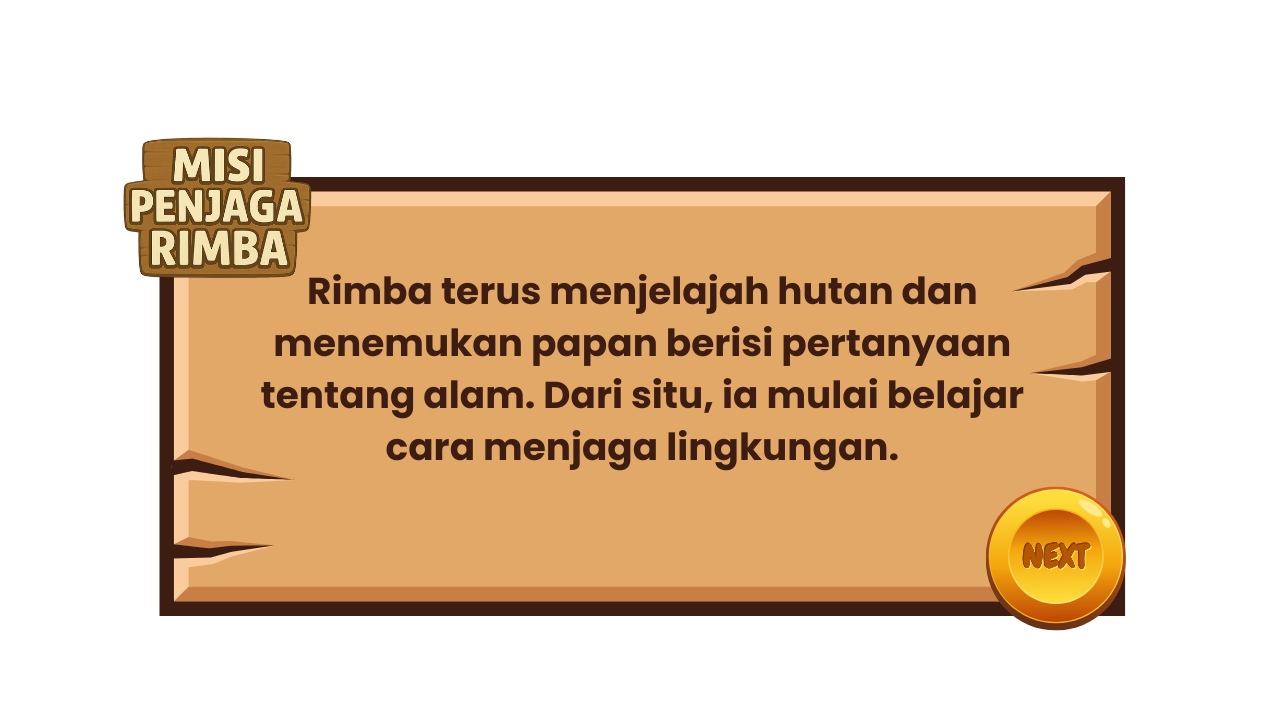 MISI
PENJAGA
RIMBA
Rimba terus menjelajah hutan dan
menemukan papan berisi pertanyaan
tentang alam. Dari situ, ia mulai belajar
cara menjaga lingkungan.
NEXT